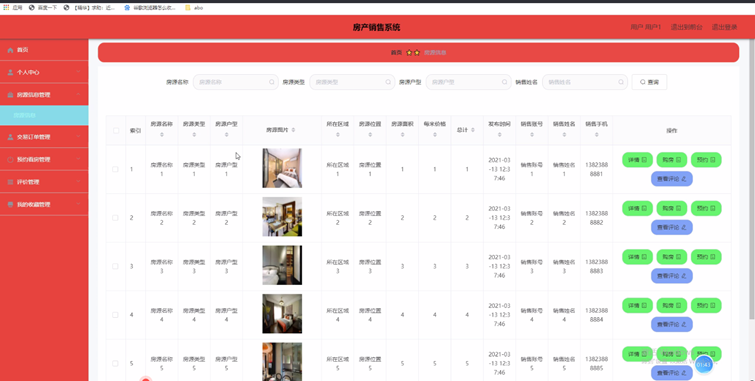 应用 百度一下 abo
房产销售系统
用户 用户1 退出到前台 退出登录
首页
个人中心
房源信息管理
房源信息
交易订单管理
预约看房管理
评价管理
我的收藏管理
首页 房源信息
房源名称 房源名称 房源类型 房源类型 房源户型 房源户型 销售姓名 销售姓名 查询
索引 房源名称 房源类型 房源户型 房源图片 所在区域 房源位置 房源面积 每米价格 总计 发布时间 销售账号 销售姓名 销售手机 操作
1 房源名称1 房源类型1 房源户型1 所在区域1 房源位置1 1 1 1 2021-03-13 12:37:46 销售账号1 销售姓名1 13823888881 详情 购房 预约
查看评论
2 房源名称2 房源类型2 房源户型2 所在区域2 房源位置2 2 2 2 2021-03-13 12:37:46 销售账号2 销售姓名2 13823888882 详情 购房 预约
查看评论
3 房源名称3 房源类型3 房源户型3 所在区域3 房源位置3 3 3 3 2021-03-13 12:37:46 销售账号3 销售姓名3 13823888883 详情 购房 预约
查看评论
4 房源名称4 房源类型4 房源户型4 所在区域4 房源位置4 4 4 4 2021-03-13 12:37:46 销售账号4 销售姓名4 13823888884 详情 购房 预约
查看评论
5 房源名称5 房源类型5 房源户型5 所在区域5 房源位置5 5 5 5 2021-03-13 12:37:46 销售账号5 销售姓名5 13823888885 详情 购房 预约
查看评论
01:43